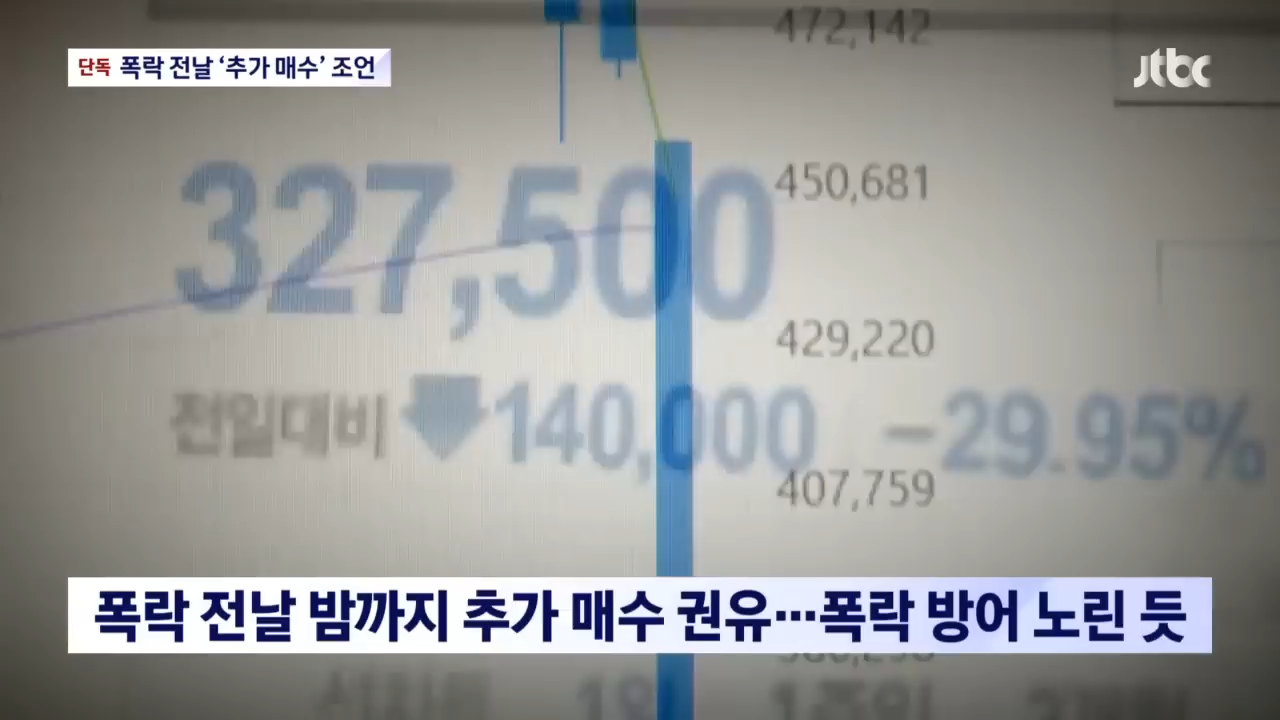 472,142
단독 폭락 전날 '추가 매수' 조언
jtbc
327,500
450,681
429,220
전일대비 140,000 -29.95%
407,759
폭락 전날 밤까지 추가 매수 권유…폭락 방어 노린 듯